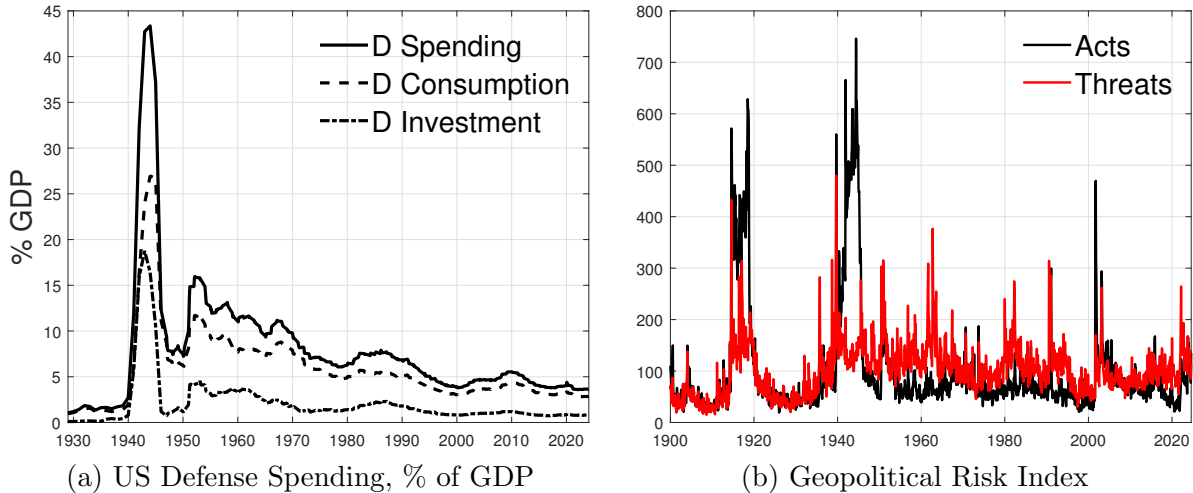 45
40
35
30
25
20
15
10
5
0
% GDP
D Spending
D Consumption
D Investment
1930 1940 1950 1960 1970 1980 1990 2000 2010 2020
(a) US Defense Spending, % of GDP
800
700
600
500
400
300
200
100
0
Acts
Threats
1900 1920 1940 1960 1980 2000 2020
(b) Geopolitical Risk Index